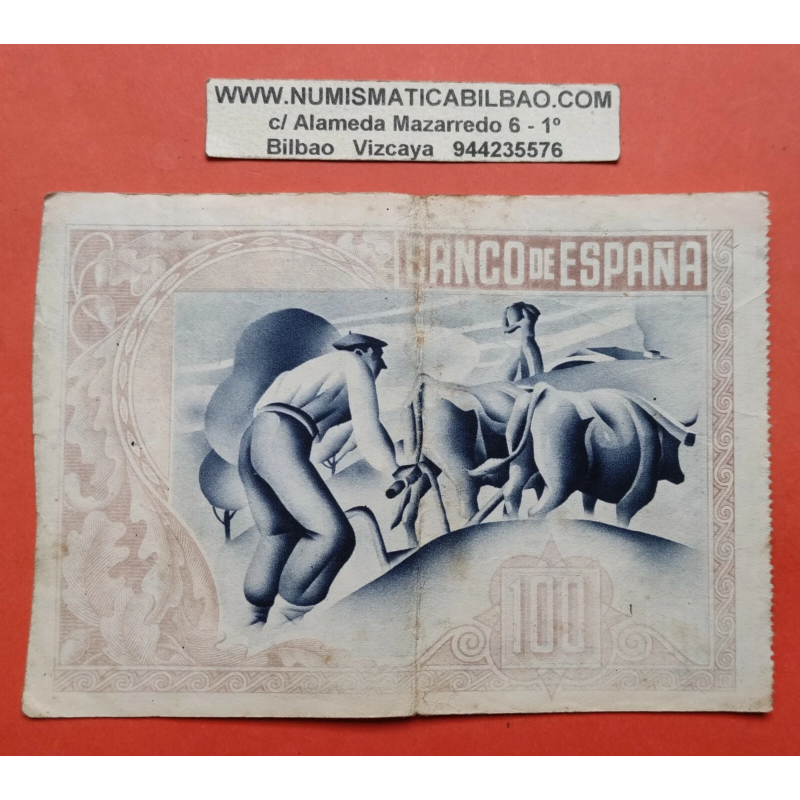 WWW.NUMISMATICABILBAO.COM
c/ Alameda Mazarredo 6 - 1º
Bilbao Vizcaya 944235576
BANCO DE ESPAÑA
100